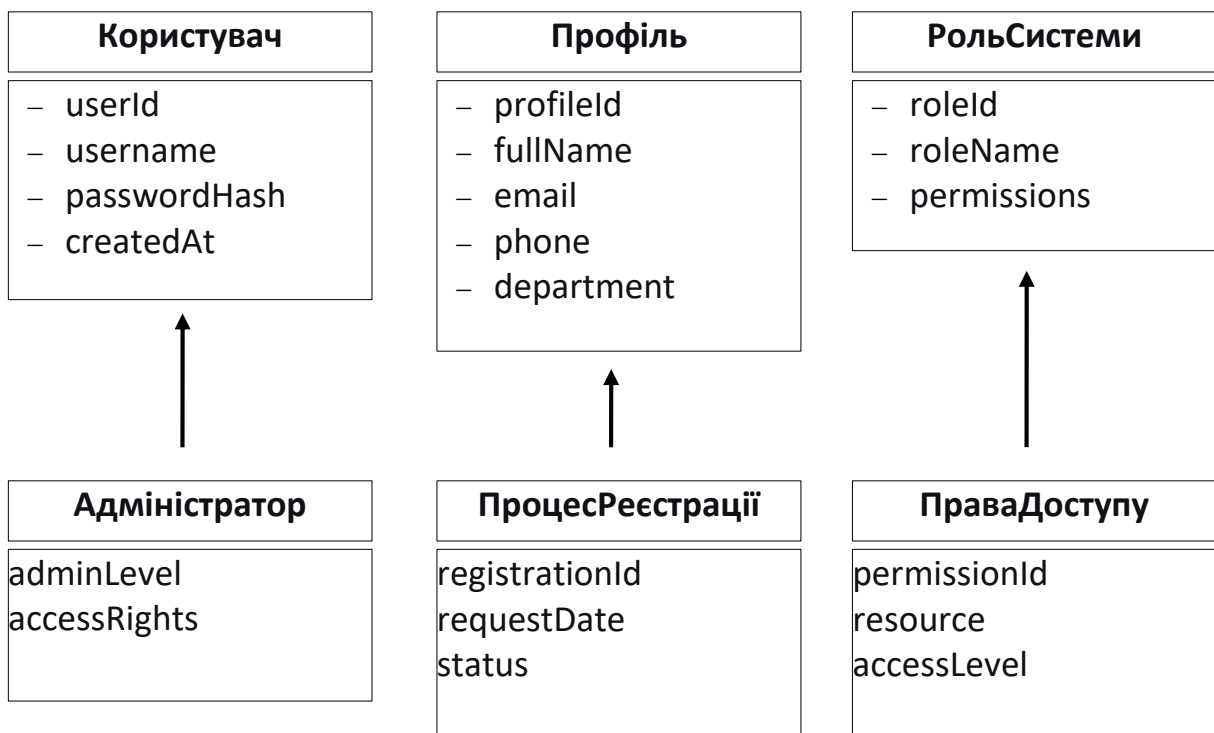 Користувач
– userId
– username
– passwordHash
– createdAt
Профіль
– profileId
– fullName
– email
– phone
– department
РольСистеми
– roleId
– roleName
– permissions
Адміністратор
adminLevel
accessRights
ПроцесРеєстрації
registrationId
requestDate
status
ПраваДоступу
permissionId
resource
accessLevel